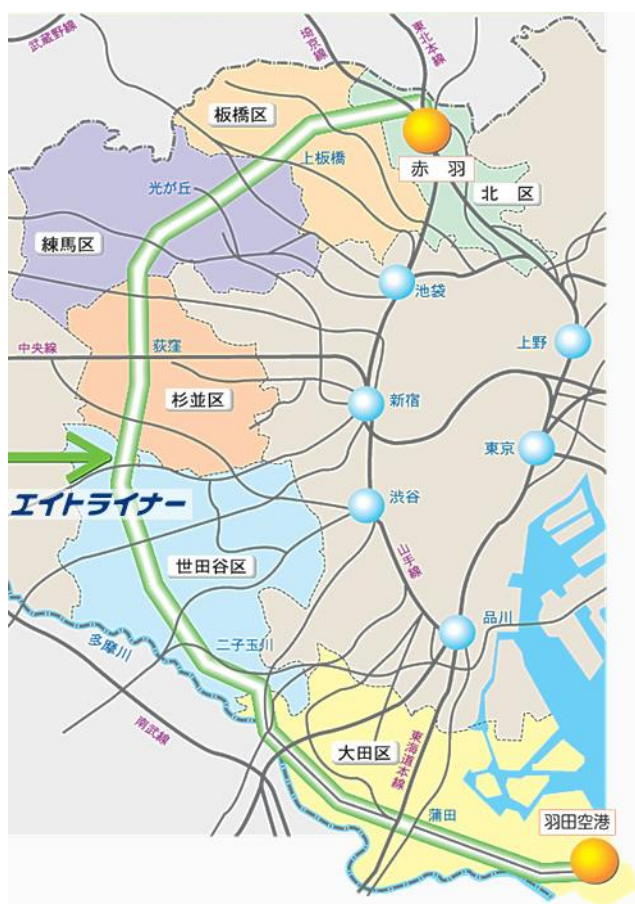 武蔵野線
埼京線
東北本線
板橋区
上板橋
赤羽
光が丘
北区
練馬区
池袋
上野
中央線
荻窪
杉並区
新宿
東京
エイトライナー
渋谷
世田谷区
山手線
品川
多摩川
二子玉川
南武線
大田区
東海道本線
蒲田
羽田空港